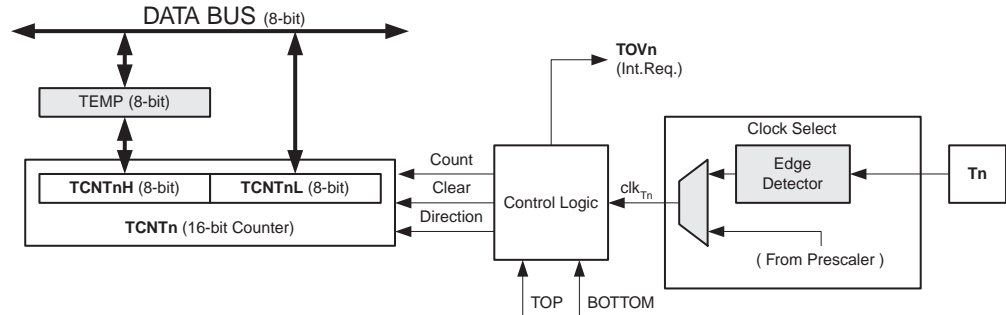 DATA BUS (8-bit)
TOVn
(Int.Req.)
TEMP (8-bit)
Clock Select
Count
Edge
Detector
Tn
TCNTnH (8-bit) TCNTnL (8-bit)
Clear
Control Logic
clkTn
TCNTn (16-bit Counter)
Direction
( From Prescaler )
TOP
BOTTOM